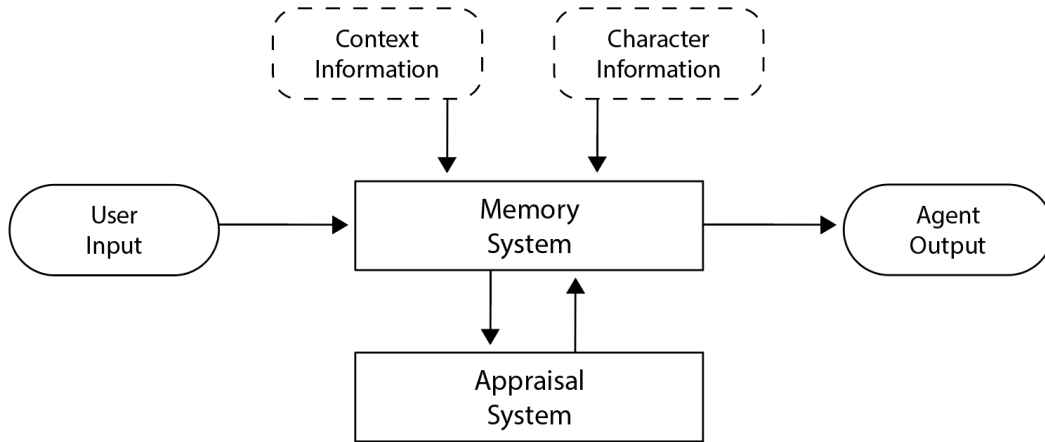 Context
Information
Character
Information
User
Input
Memory
System
Agent
Output
Appraisal
System